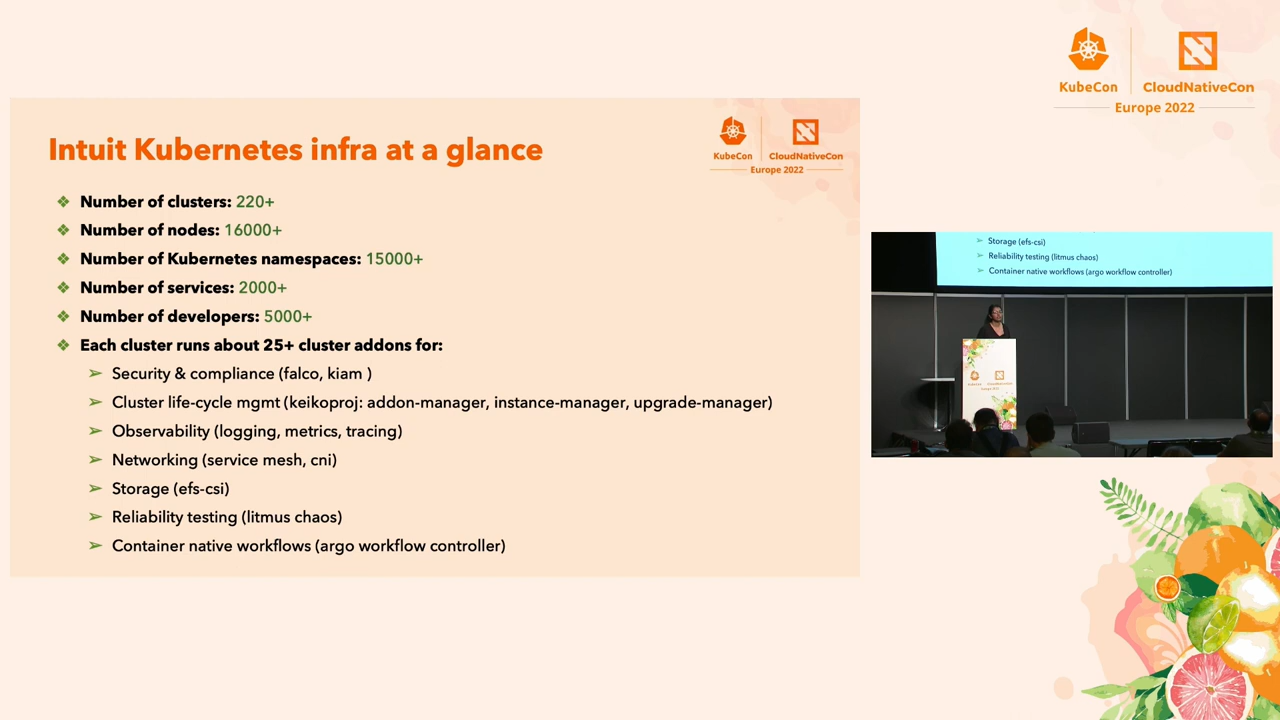 KubeCon
CloudNativeCon
Europe 2022
Intuit Kubernetes infra at a glance
KubeCon
CloudNativeCon
Europe 2022
❖ Number of clusters: 220+
❖ Number of nodes: 16000+
❖ Number of Kubernetes namespaces: 15000+
❖ Number of services: 2000+
❖ Number of developers: 5000+
❖ Each cluster runs about 25+ cluster addons for:
➢ Security & compliance (falco, kiam )
➢ Cluster life-cycle mgmt (keikoproj: addon-manager, instance-manager, upgrade-manager)
➢ Observability (logging, metrics, tracing)
➢ Networking (service mesh, cni)
➢ Storage (efs-csi)
➢ Reliability testing (litmus chaos)
➢ Container native workflows (argo workflow controller)
➢ Storage (efs-csi)
➢ Reliability testing (litmus chaos)
➢ Container native workflows (argo workflow controller)